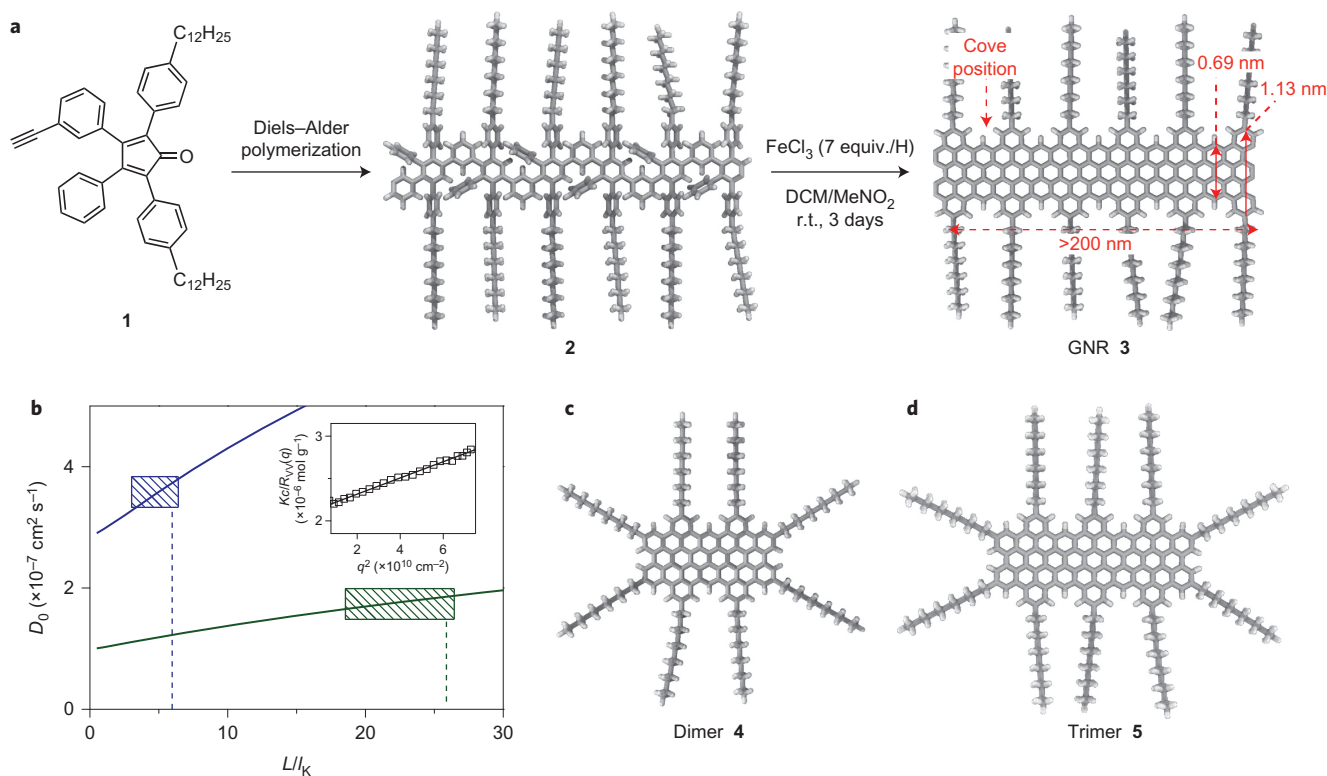 a
C12H25
O
C12H25
1
Diels–Alder
polymerization
2
FeCl3 (7 equiv./H)
DCM/MeNO2
r.t., 3 days
Cove
position
0.69 nm
1.13 nm
>200 nm
GNR 3
b
D0 (×10−7 cm2 s−1)
4
2
0
0
10
20
30
L/lK
Kc/RVV(q)
(×10−6 mol g−1)
3
2
2
4
6
q2 (×1010 cm−2)
c
Dimer 4
d
Trimer 5